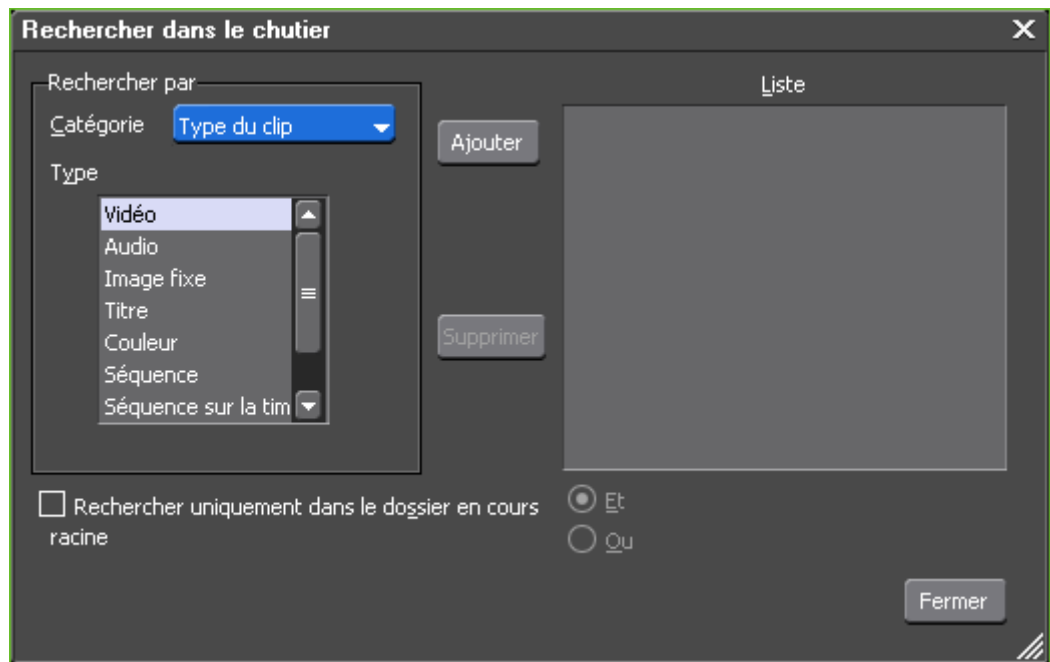 Rechercher dans le chutier
Rechercher par
Catégorie
Type du clip
Type
Vidéo
Audio
Image fixe
Titre
Couleur
Séquence
Séquence sur la tim
Rechercher uniquement dans le dossier en cours
racine
Ajouter
Supprimer
Liste
Et
Ou
Fermer